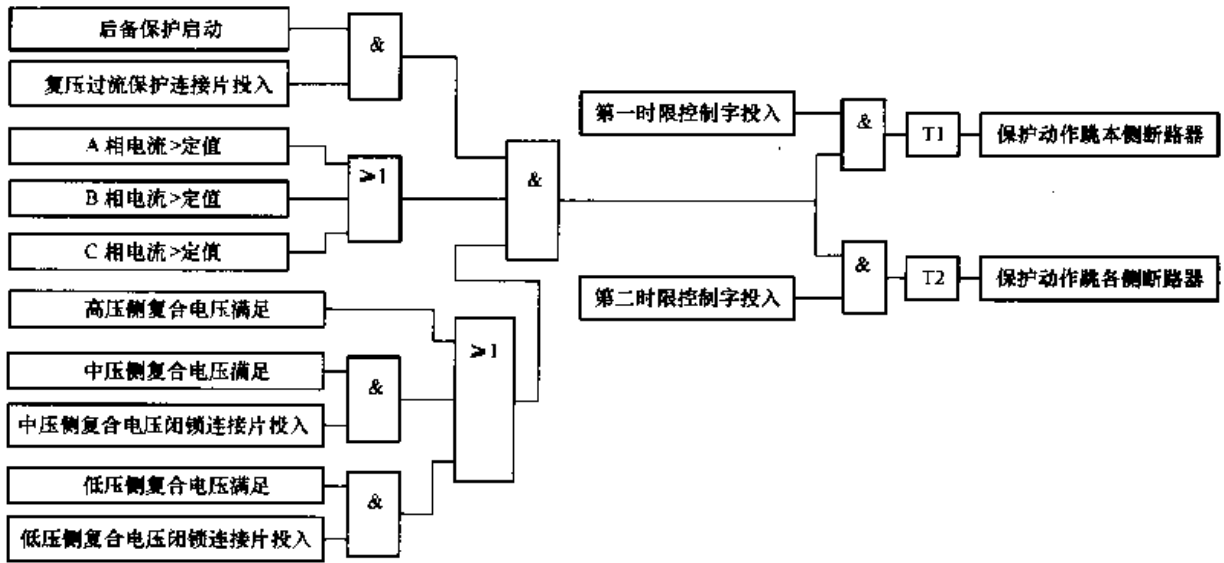 后备保护启动
&
复压过流保护连接片投入
A相电流>定值
B相电流>定值
C相电流>定值
≥1
&
高压侧复合电压满足
中压侧复合电压满足
&
中压侧复合电压闭锁连接片投入
低压侧复合电压满足
&
低压侧复合电压闭锁连接片投入
≥1
第一时限控制字投入
&
T1
保护动作跳本侧断路器
第二时限控制字投入
&
T2
保护动作跳各侧断路器